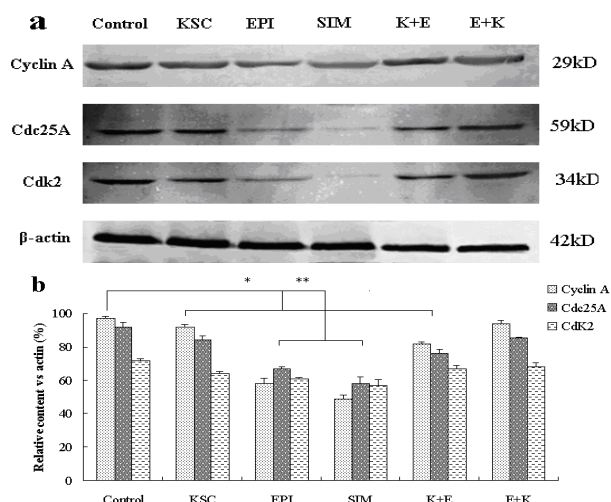 a
Control KSC EPI SIM K+E E+K
Cyclin A 29kD
Cdc25A 59kD
Cdk2 34kD
β-actin 42kD
b
* **
Cyclin A
Cdc25A
CdK2
Relative content vs actin (%)
100
80
60
40
20
0
Control KSC EPI SIM K+E E+K